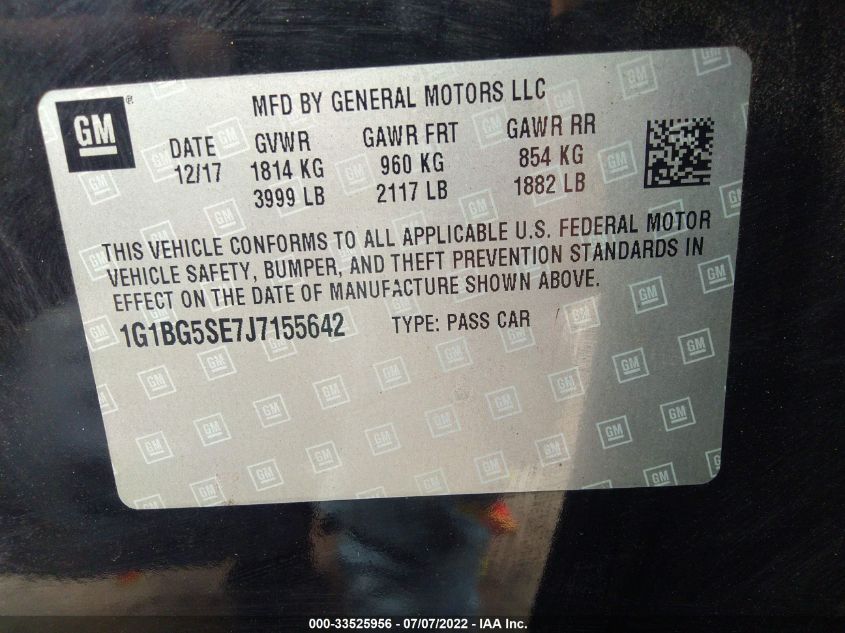 GM
MFD BY GENERAL MOTORS LLC
DATE GVWR GAWR FRT GAWR RR
12/17 1814 KG 960 KG 854 KG
3999 LB 2117 LB 1882 LB
THIS VEHICLE CONFORMS TO ALL APPLICABLE U.S. FEDERAL MOTOR
VEHICLE SAFETY, BUMPER, AND THEFT PREVENTION STANDARDS IN
EFFECT ON THE DATE OF MANUFACTURE SHOWN ABOVE.
1G1BG5SE7J7155642 TYPE: PASS CAR
000-33525956 - 07/07/2022 - IAA Inc.